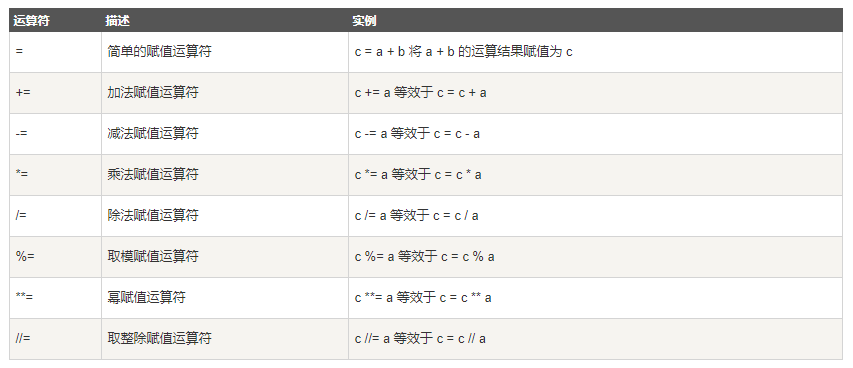 运算符 描述 实例
= 简单的赋值运算符 c = a + b 将 a + b 的运算结果赋值为 c
+= 加法赋值运算符 c += a 等效于 c = c + a
-= 减法赋值运算符 c -= a 等效于 c = c - a
*= 乘法赋值运算符 c *= a 等效于 c = c * a
/= 除法赋值运算符 c /= a 等效于 c = c / a
%= 取模赋值运算符 c %= a 等效于 c = c % a
**= 幂赋值运算符 c **= a 等效于 c = c ** a
//= 取整除赋值运算符 c //= a 等效于 c = c // a